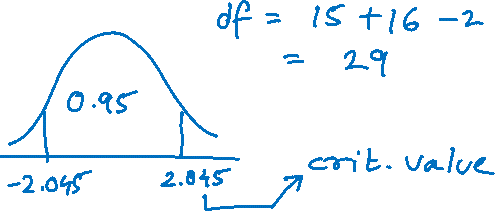 df = 15 + 16 - 2
= 29
0.95
-2.045 2.045
crit. value